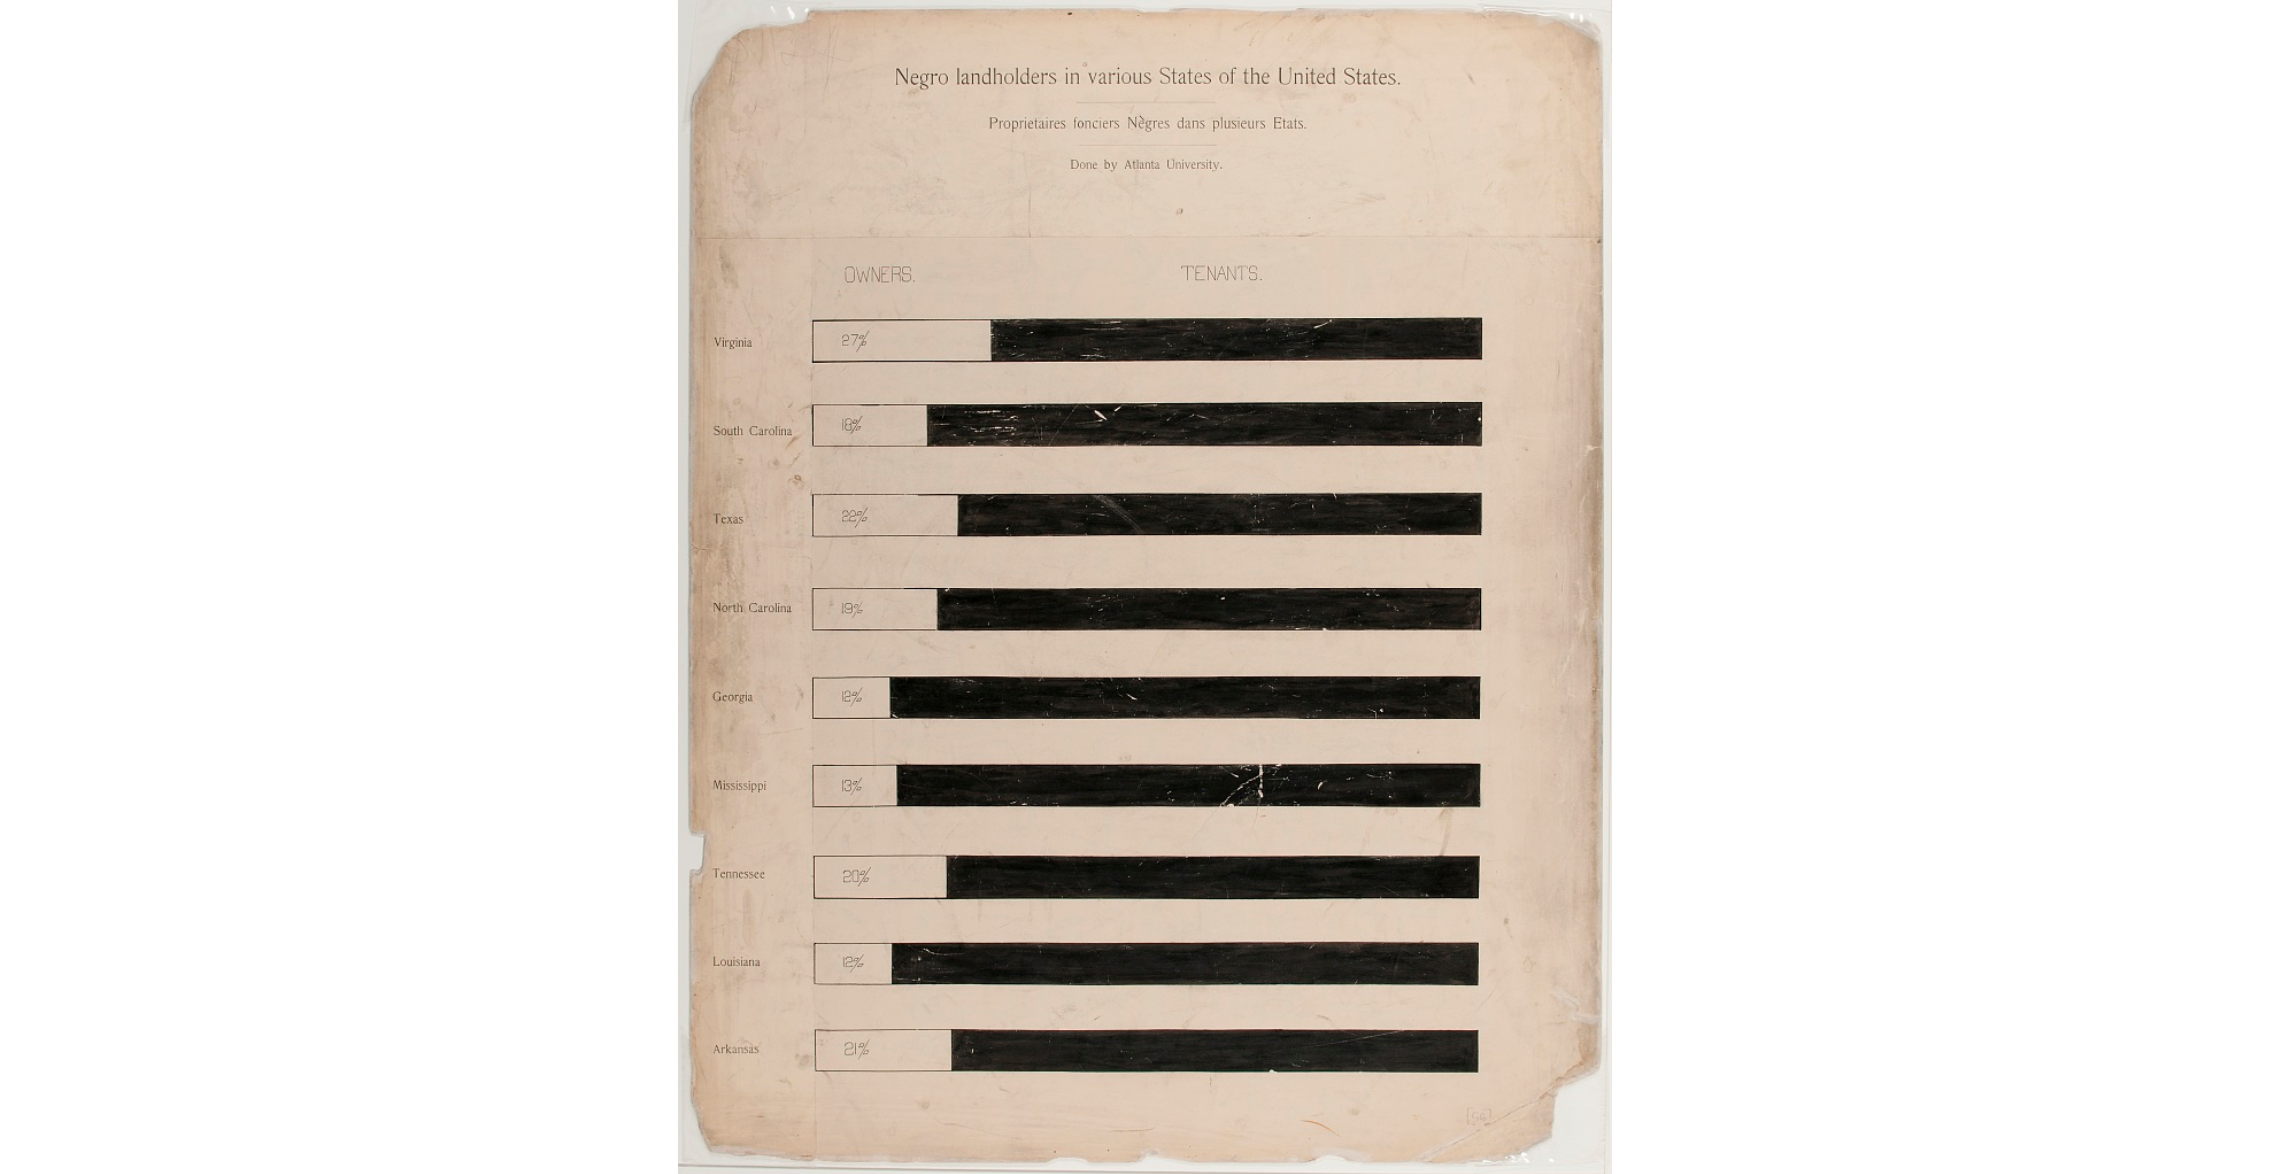 Negro landholders in various States of the United States.
Proprietaires fonciers Nègres dans plusieurs Etats.
Done by Atlanta University.
OWNERS. TENANTS.
Virginia 27%
South Carolina 18%
Texas 22%
North Carolina 19%
Georgia 12%
Mississippi 13%
Tennessee 20%
Louisiana 12%
Arkansas 21%